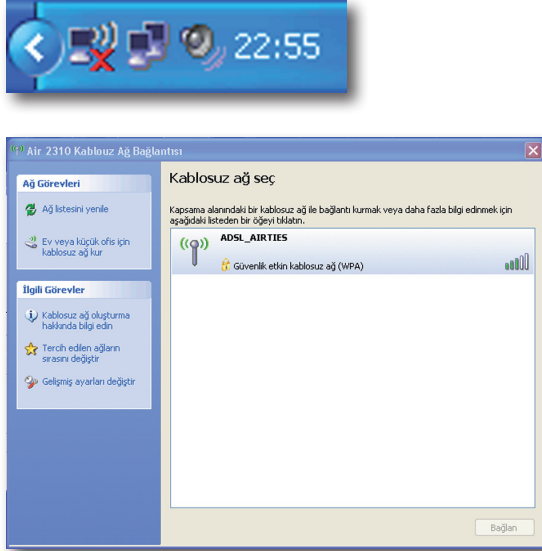 22:55
Air 2310 Kablouz Ağ Bağlantısı
Ağ Görevleri
Ağ listesini yenile
Ev veya küçük ofis için
kablosuz ağ kur
İlgili Görevler
Kablosuz ağ oluşturma
hakkında bilgi edin
Tercih edilen ağların
sırasını değiştir
Gelişmiş ayarları değiştir
Kablosuz ağ seç
Kapsama alanındaki bir kablosuz ağ ile bağlantı kurmak veya daha fazla bilgi edinmek için
aşağıdaki listeden bir öğeyi tıklatın.
ADSL_AIRTIES
Güvenlik etkin kablosuz ağ (WPA)
Bağlan